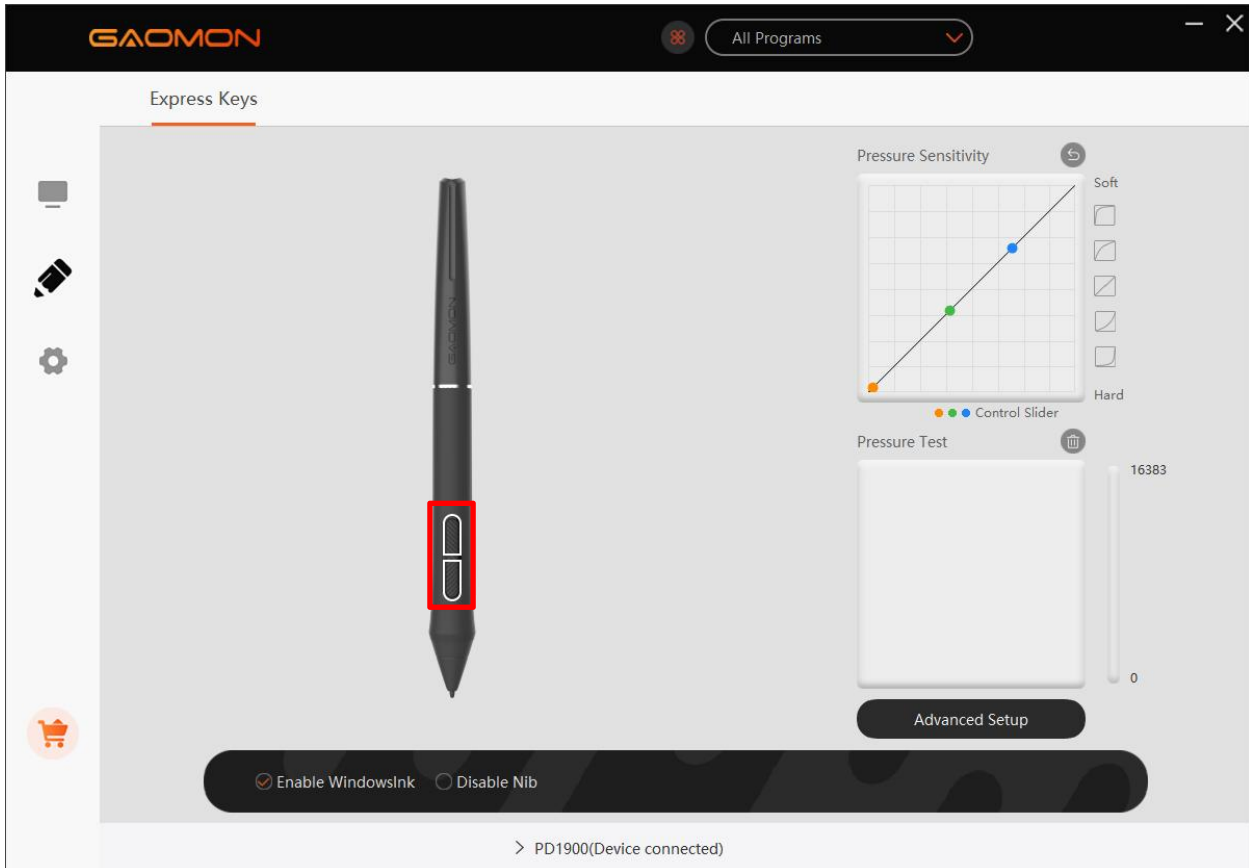 GAOMON
All Programs
Express Keys
Pressure Sensitivity
Soft
GAOMON
Hard
Control Slider
Pressure Test
16383
0
Advanced Setup
Enable WindowsInk
Disable Nib
PD1900(Device connected)